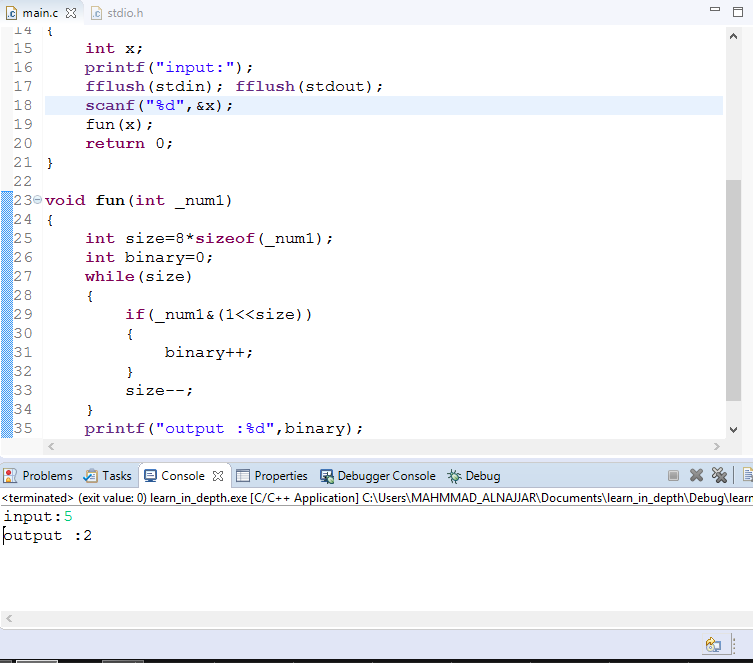 main.c stdio.h
14 {
15     int x;
16     printf("input:");
17     fflush(stdin); fflush(stdout);
18     scanf("%d",&x);
19     fun(x);
20     return 0;
21 }
22
23 void fun(int _num1)
24 {
25     int size=8*sizeof(_num1);
26     int binary=0;
27     while(size)
28     {
29         if(_num1&(1<<size))
30         {
31             binary++;
32         }
33         size--;
34     }
35     printf("output :%d",binary);
Problems Tasks Console Properties Debugger Console Debug
<terminated> (exit value: 0) learn_in_depth.exe [C/C++ Application] C:\Users\MAHMMAD_ALNAJJAR\Documents\learn_in_depth\Debug\learn
input:5
output :2